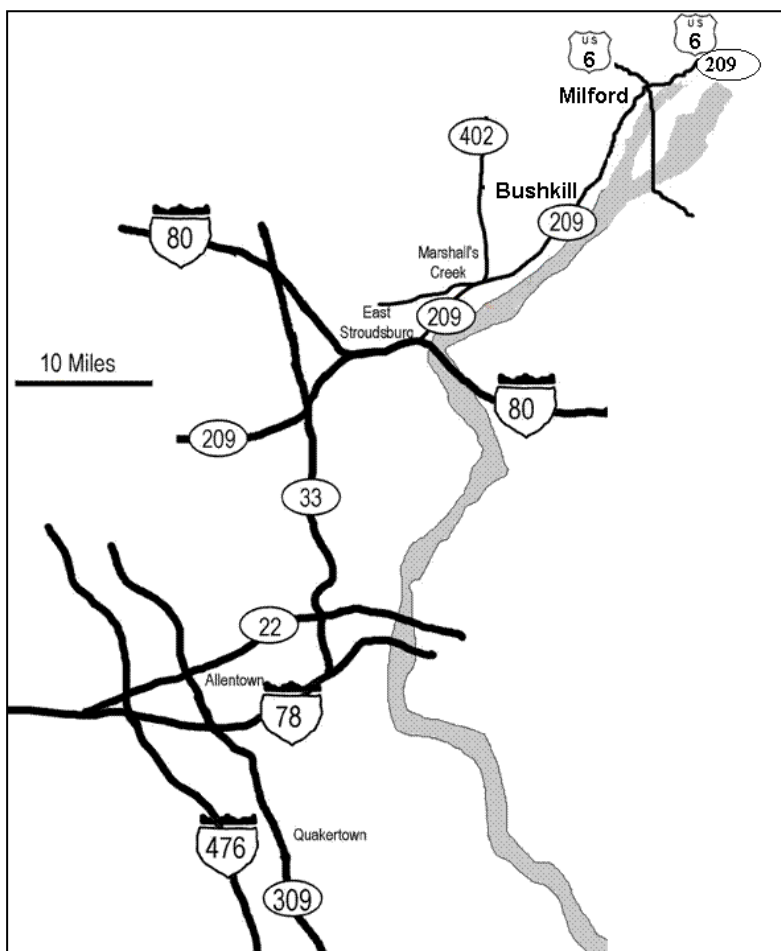 US
6
US
6
209
Milford
402
Bushkill
209
80
Marshall's
Creek
East
Stroudsburg
209
10 Miles
80
209
33
22
Allentown
78
Quakertown
476
309